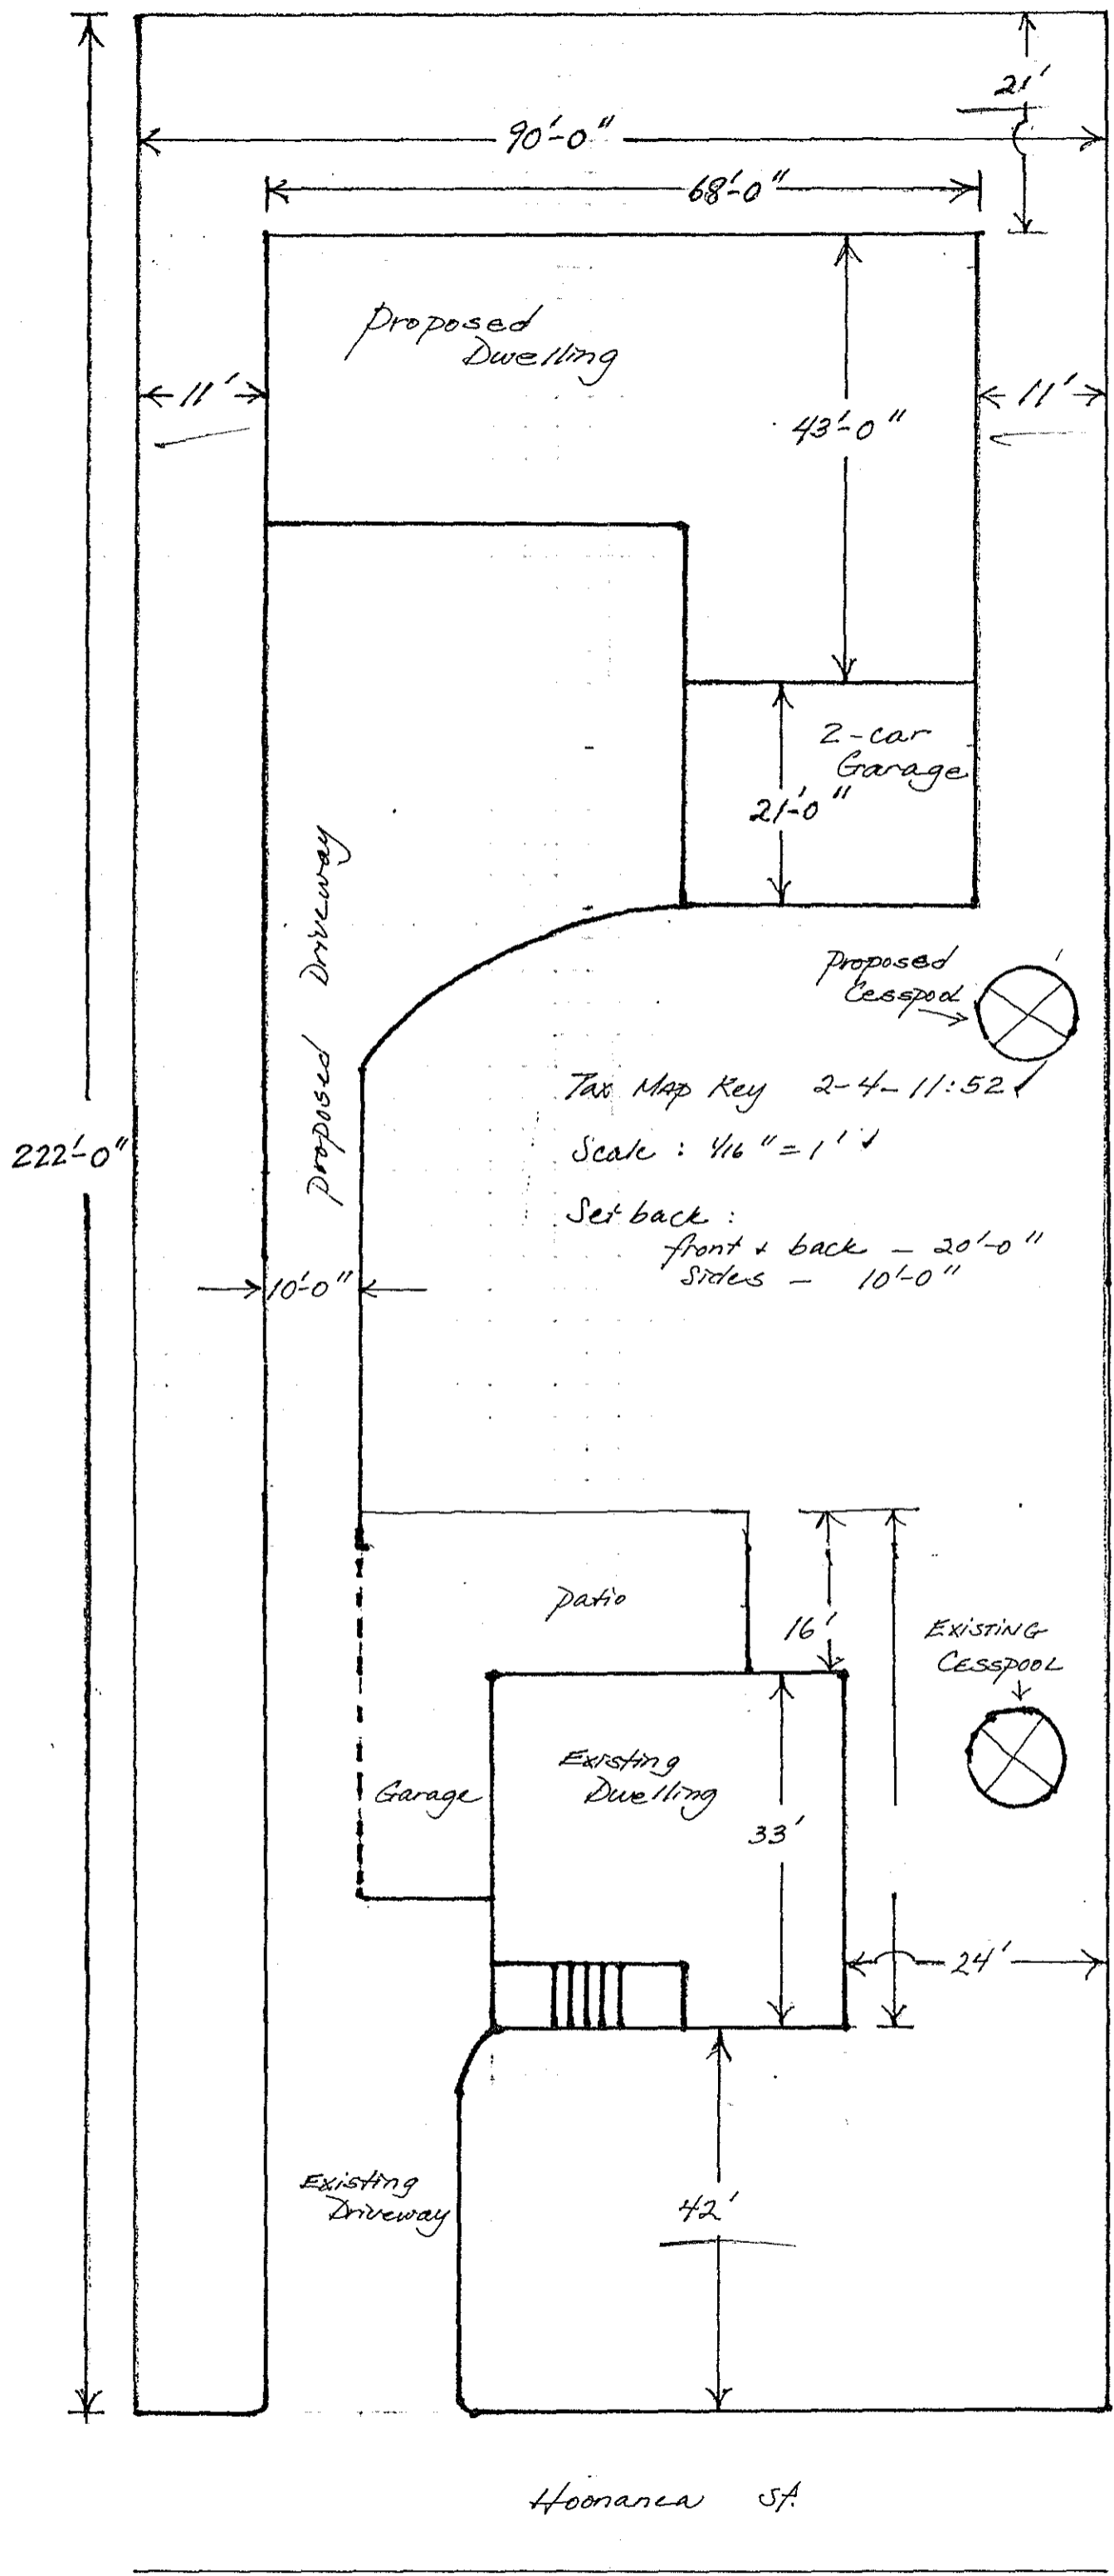 21'
90'-0"
68'-0"
Proposed
Dwelling
11'
11'
43'-0"
2-car
Garage
21'-0"
Proposed Driveway
Proposed
Cesspool
Tax Map Key 2-4-11:52 ✓
222'-0"
Scale : 1/16" = 1' ✓
Set back :
front & back - 20'-0"
Sides - 10'-0"
10'-0"
Patio
16'
EXISTING
CESSPOOL
Existing
Dwelling
Garage
33'
24'
Existing
Driveway
42'
Hoonanea St.